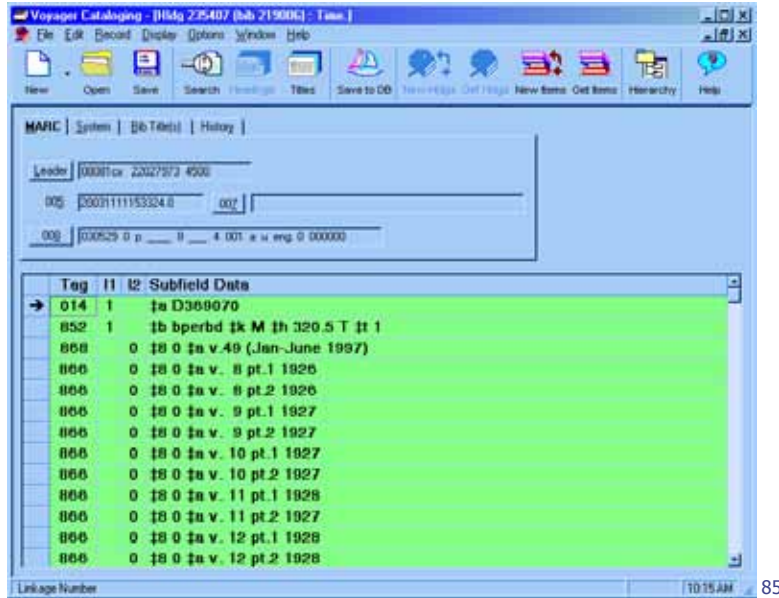 Voyager Cataloging - [Hldg 235407 (bib 219006) : Time.]
File Edit Record Display Options Window Help
New Open Save Search Headings Titles Save to DB New Hldgs Get Hldgs New Items Get Items Hierarchy Help
MARC System Bib Title(s) History
Leader 00081cx 22027973 4500
005 20031111153324.0 007
008 030529 0 p ___ 8 ___ 4 001 a u eng 0 000000
Tag I1 I2 Subfield Data
014 1 ‡a D369070
852 1 ‡b bperbd ‡k M ‡h 320.5 T ‡t 1
868 0 ‡8 0 ‡a v.49 (Jan-June 1997)
866 0 ‡8 0 ‡a v. 8 pt.1 1926
866 0 ‡8 0 ‡a v. 8 pt.2 1926
866 0 ‡8 0 ‡a v. 9 pt.1 1927
866 0 ‡8 0 ‡a v. 9 pt.2 1927
866 0 ‡8 0 ‡a v. 10 pt.1 1927
866 0 ‡8 0 ‡a v. 10 pt.2 1927
866 0 ‡8 0 ‡a v. 11 pt.1 1928
866 0 ‡8 0 ‡a v. 11 pt.2 1927
866 0 ‡8 0 ‡a v. 12 pt.1 1928
866 0 ‡8 0 ‡a v. 12 pt.2 1928
Linkage Number 10:15 AM
85